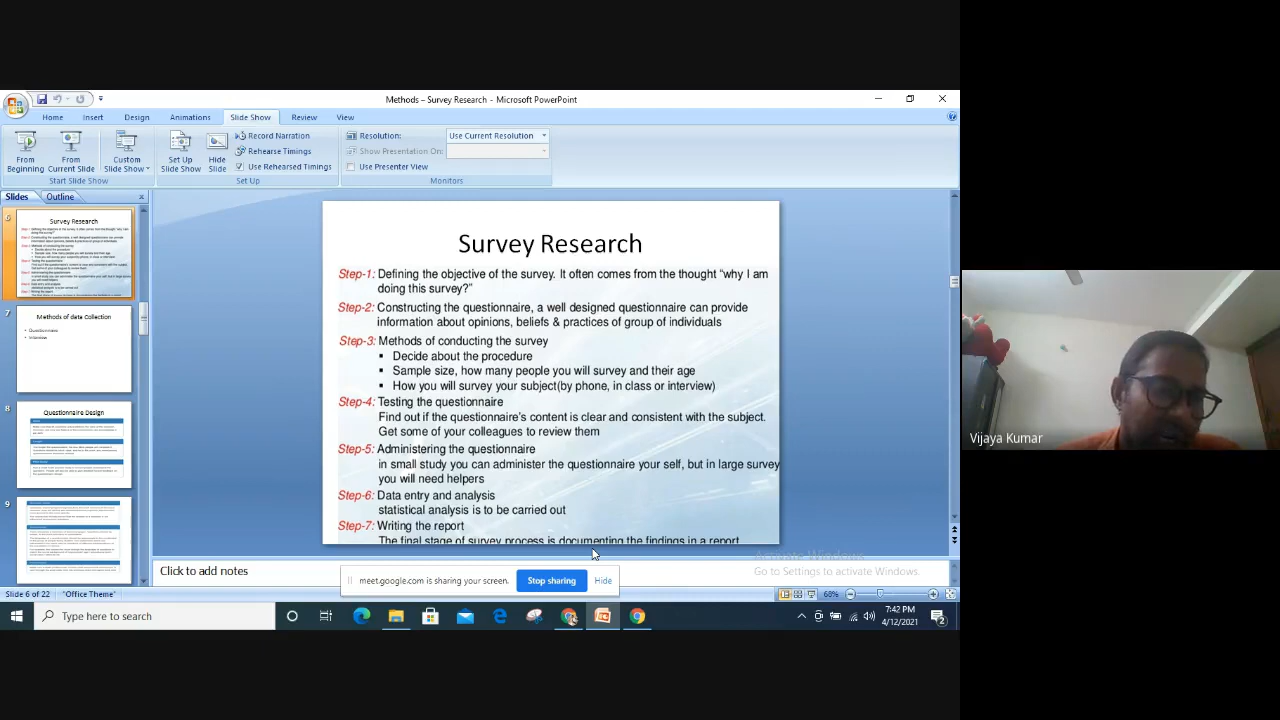 Methods – Survey Research - Microsoft PowerPoint
Home Insert Design Animations Slide Show Review View
From Beginning
From Current Slide
Custom Slide Show
Start Slide Show
Set Up Slide Show
Hide Slide
Record Narration
Rehearse Timings
Use Rehearsed Timings
Set Up
Resolution: Use Current Resolution
Show Presentation On:
Use Presenter View
Monitors
Slides Outline
6
Survey Research
7
Methods of data Collection
Questionnaire
Interview
8
Questionnaire Design
9
Survey Research
Step-1: Defining the objective of the survey. It often comes from the thought "why am
doing this survey?"
Step-2: Constructing the questionnaire, a well designed questionnaire can provide
information about opinions, beliefs & practices of group of individuals
Step-3: Methods of conducting the survey
Decide about the procedure
Sample size, how many people you will survey and their age
How you will survey your subject(by phone, in class or interview)
Step-4: Testing the questionnaire
Find out if the questionnaire's content is clear and consistent with the subject.
Get some of your colleagues to review them
Step-5: Administering the questionnaire
in small study you can administer the questionnaire your self, but in large survey
you will need helpers
Step-6: Data entry and analysis
statistical analysis is to be carried out
Step-7: Writing the report
The final stage process is documenting the findings in a report
Click to add notes
Activate Windows
Go to Settings to activate Windows.
meet.google.com is sharing your screen. Stop sharing Hide
Slide 6 of 22 "Office Theme" 68%
Type here to search
7:42 PM
4/12/2021
2
Vijaya Kumar